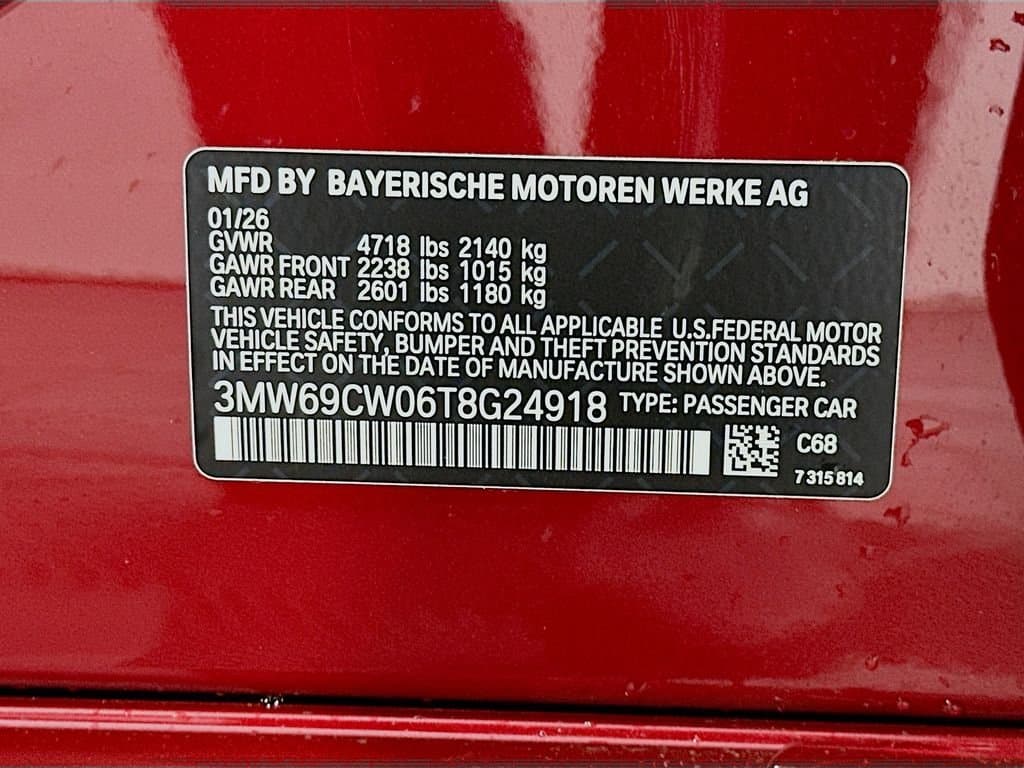 MFD BY BAYERISCHE MOTOREN WERKE AG
01/26
GVWR 4718 lbs 2140 kg
GAWR FRONT 2238 lbs 1015 kg
GAWR REAR 2601 lbs 1180 kg
THIS VEHICLE CONFORMS TO ALL APPLICABLE U.S.FEDERAL MOTOR
VEHICLE SAFETY, BUMPER AND THEFT PREVENTION STANDARDS
IN EFFECT ON THE DATE OF MANUFACTURE SHOWN ABOVE.
3MW69CW06T8G24918 TYPE: PASSENGER CAR
C68
7 315 814